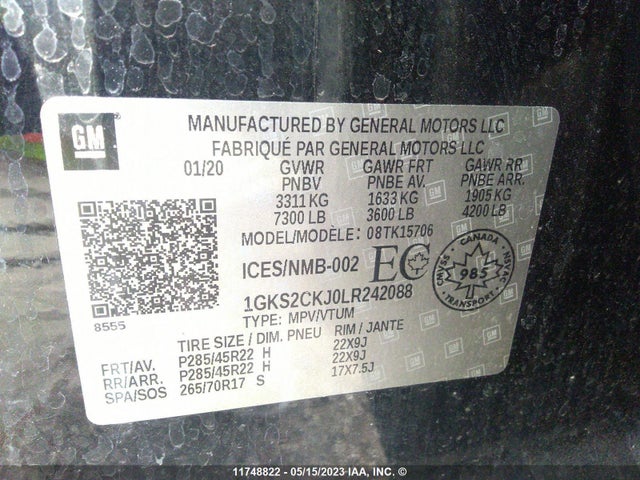 GM
MANUFACTURED BY GENERAL MOTORS LLC
FABRIQUÉ PAR GENERAL MOTORS LLC
01/20 GVWR GAWR FRT GAWR RR
PNBV PNBE AV. PNBE ARR.
3311 KG 1633 KG 1905 KG
7300 LB 3600 LB 4200 LB
MODEL/MODÈLE: 08TK15706
ICES/NMB-002 EC
CANADA
CNVSS NSVAC
985
TRANSPORT
1GKS2CKJ0LR242088
8555
TYPE: MPV/VTUM
TIRE SIZE / DIM. PNEU RIM / JANTE
FRT/AV. P285/45R22 H 22X9J
RR/ARR. P285/45R22 H 22X9J
SPA/SOS 265/70R17 S 17X7.5J
11748822 - 05/15/2023 IAA, INC. ©